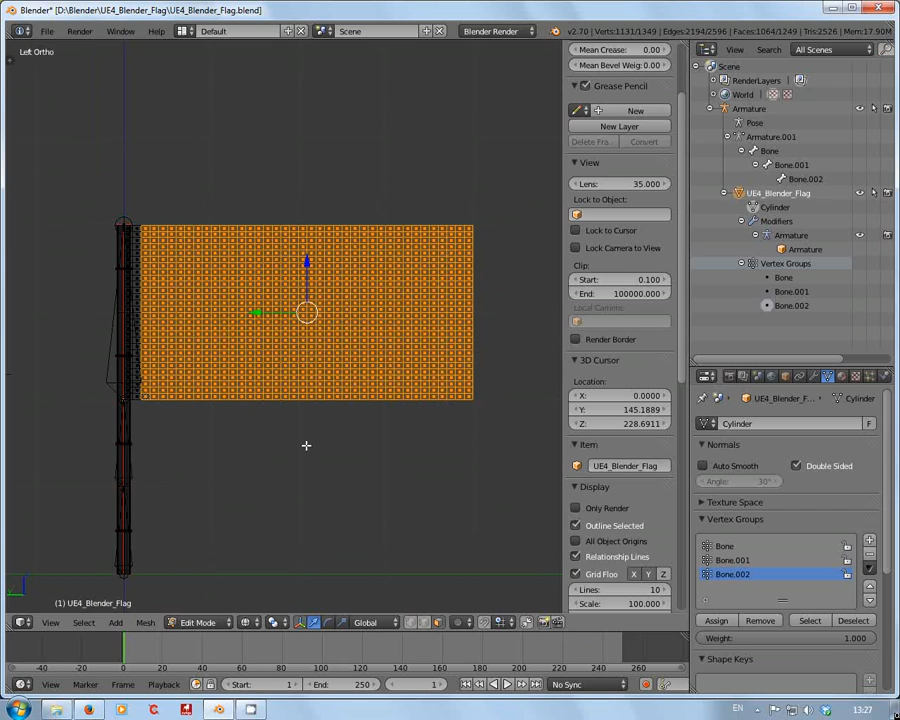 Blender* [D:\Blender\UE4_Blender_Flag\UE4_Blender_Flag.blend]
File Render Window Help Default Scene Blender Render v2.70 | Verts:1131/1349 | Edges:2194/2596 | Faces:1064/1249 | Tris:2526 | Mem:17.90M
Left Ortho
(1) UE4_Blender_Flag
View Select Add Mesh Edit Mode Global
Mean Crease: 0.00
Mean Bevel Weig: 0.00
Grease Pencil
New
New Layer
Delete Fra... Convert
View
Lens: 35.000
Lock to Object:
Lock to Cursor
Lock Camera to View
Clip:
Start: 0.100
End: 100000.000
Local Camera:
Render Border
3D Cursor
Location:
X: 0.0000
Y: 145.1889
Z: 228.6911
Item
UE4_Blender_Flag
Display
Only Render
Outline Selected
All Object Origins
Relationship Lines
Grid Floo X Y Z
Lines: 10
Scale: 100.000
View Search All Scenes
Scene
RenderLayers
World
Armature
Pose
Armature.001
Bone
Bone.001
Bone.002
UE4_Blender_Flag
Cylinder
Modifiers
Armature
Armature
Vertex Groups
Bone
Bone.001
Bone.002
UE4_Blender_F... Cylinder
Cylinder F
Normals
Auto Smooth Double Sided
Angle: 30°
Texture Space
Vertex Groups
Bone
Bone.001
Bone.002
Assign Remove Select Deselect
Weight: 1.000
Shape Keys
-40 -20 0 20 40 60 80 100 120 140 160 180 200 220 240 260
View Marker Frame Playback Start: 1 End: 250 1 No Sync
EN 13:27